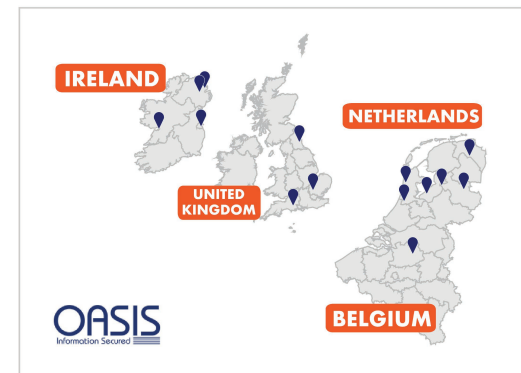 IRELAND
NETHERLANDS
UNITED
KINGDOM
BELGIUM
OASIS
Information Secured